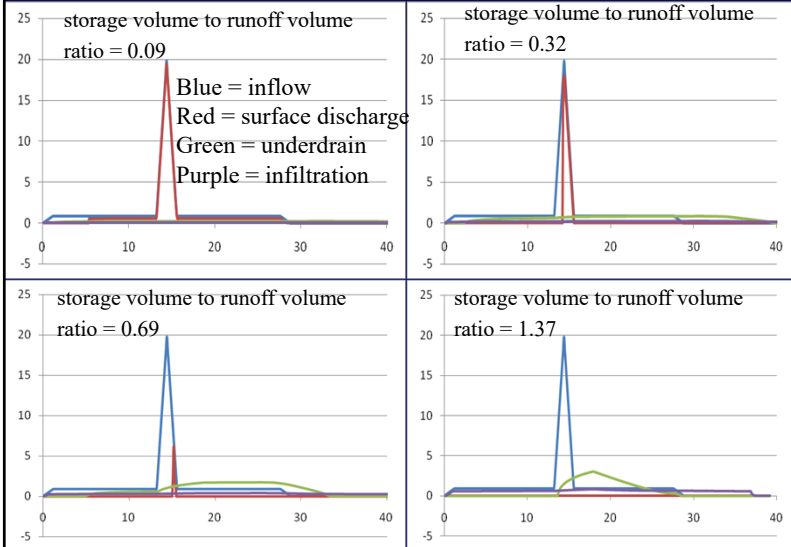 storage volume to runoff volume
ratio = 0.09
Blue = inflow
Red = surface discharge
Green = underdrain
Purple = infiltration
25
20
15
10
5
0
-5
0 10 20 30 40
storage volume to runoff volume
ratio = 0.32
25
20
15
10
5
0
-5
0 10 20 30 40
storage volume to runoff volume
ratio = 0.69
25
20
15
10
5
0
-5
0 10 20 30 40
storage volume to runoff volume
ratio = 1.37
25
20
15
10
5
0
-5
0 10 20 30 40